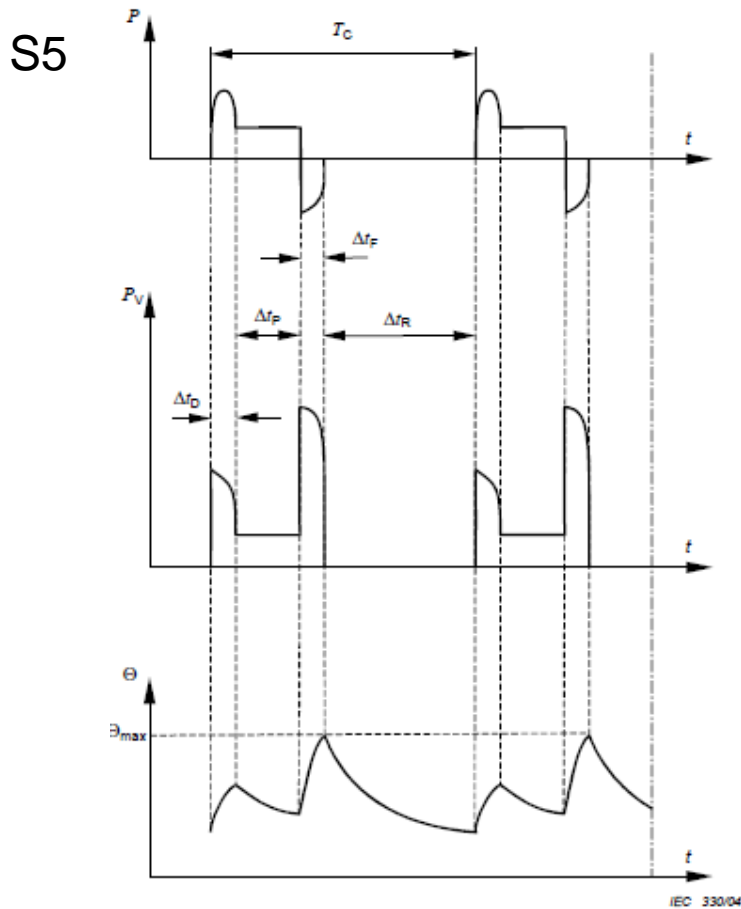 S5
P
T_C
t
Δt_F
P_V
Δt_P
Δt_R
Δt_D
t
Θ
Θ_max
t
IEC 330/04